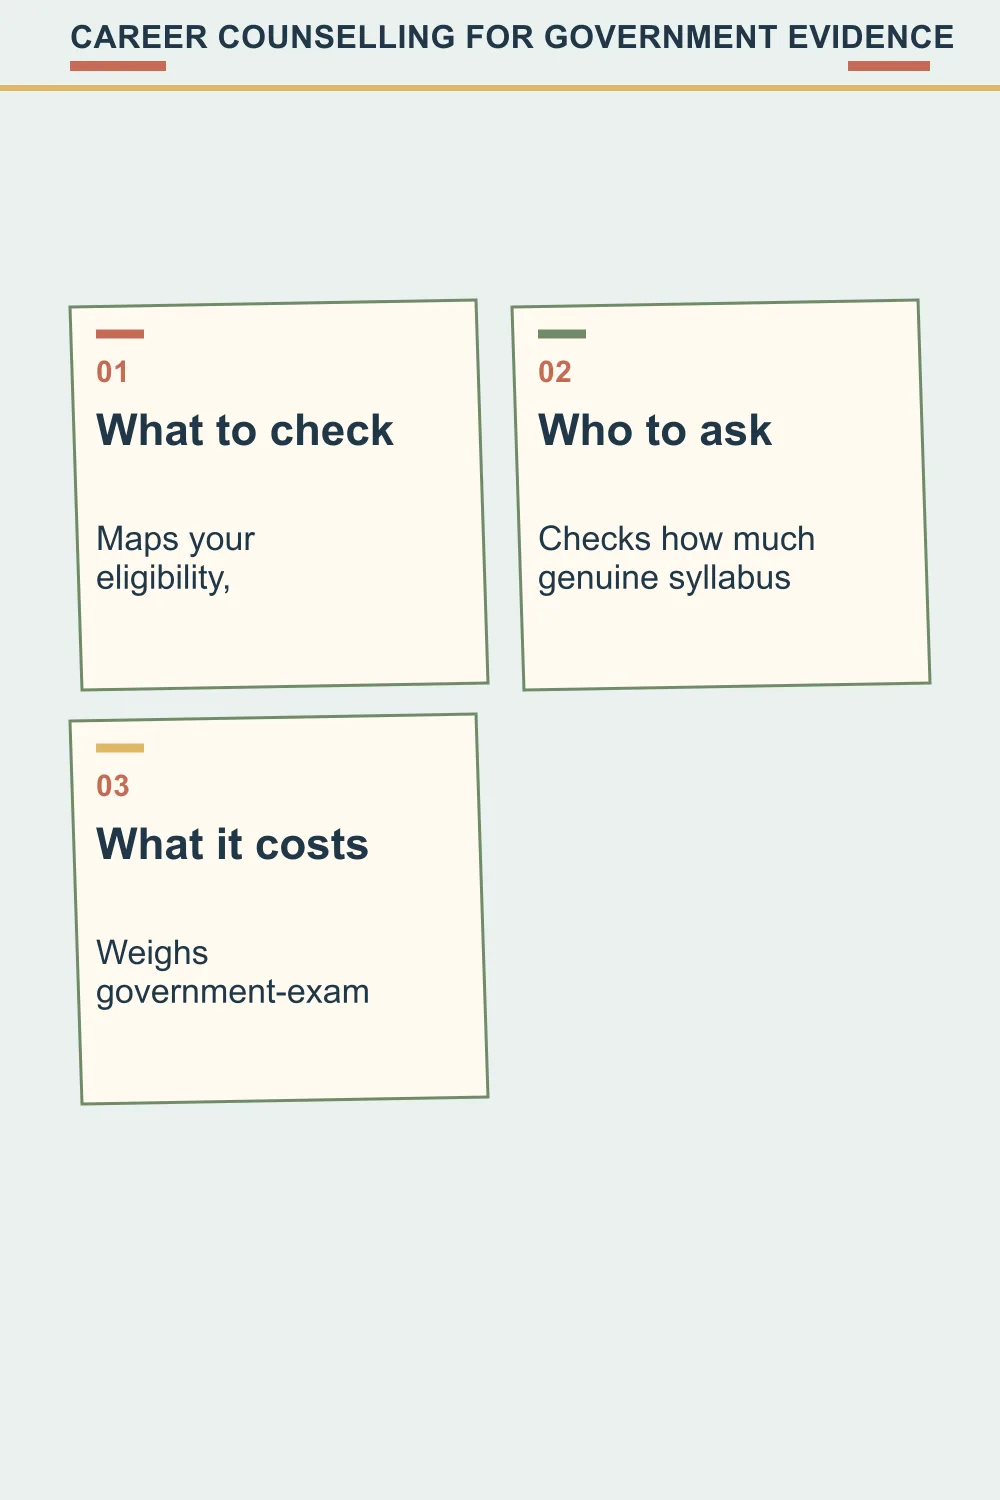 CAREER COUNSELLING FOR GOVERNMENT EVIDENCE
01
What to check
Maps your
eligibility,
02
Who to ask
Checks how much
genuine syllabus
03
What it costs
Weighs
government-exam